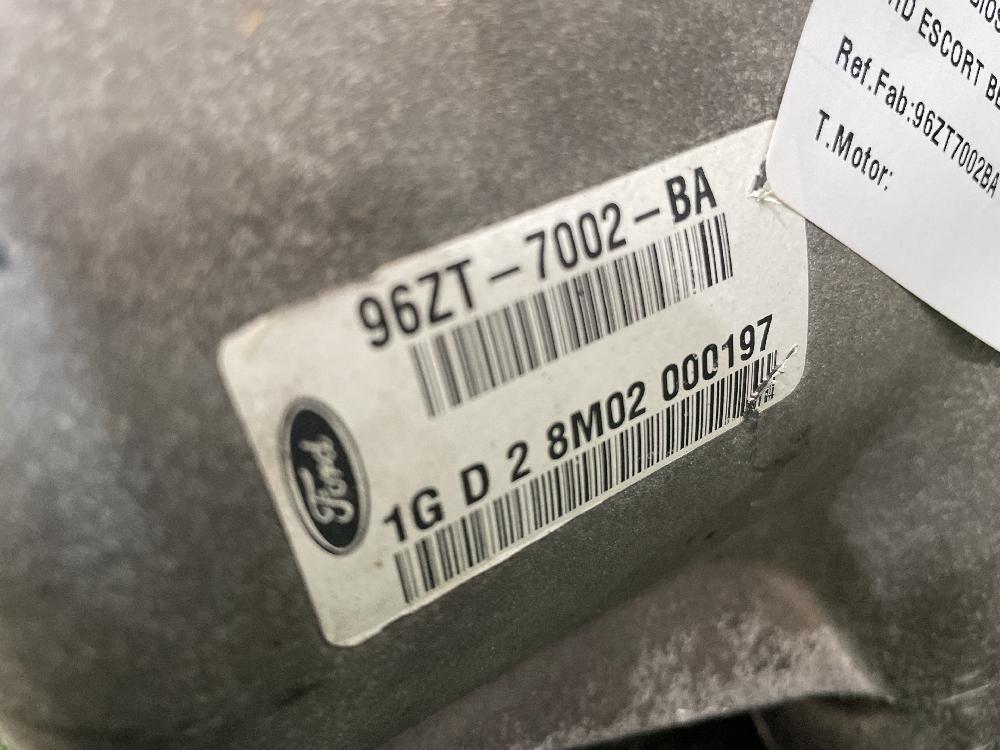 ESCORT
Ref.Fab:96ZT7002BA
T.Motor:
96ZT-7002-BA
1G D 2 8M02 000197
Ford